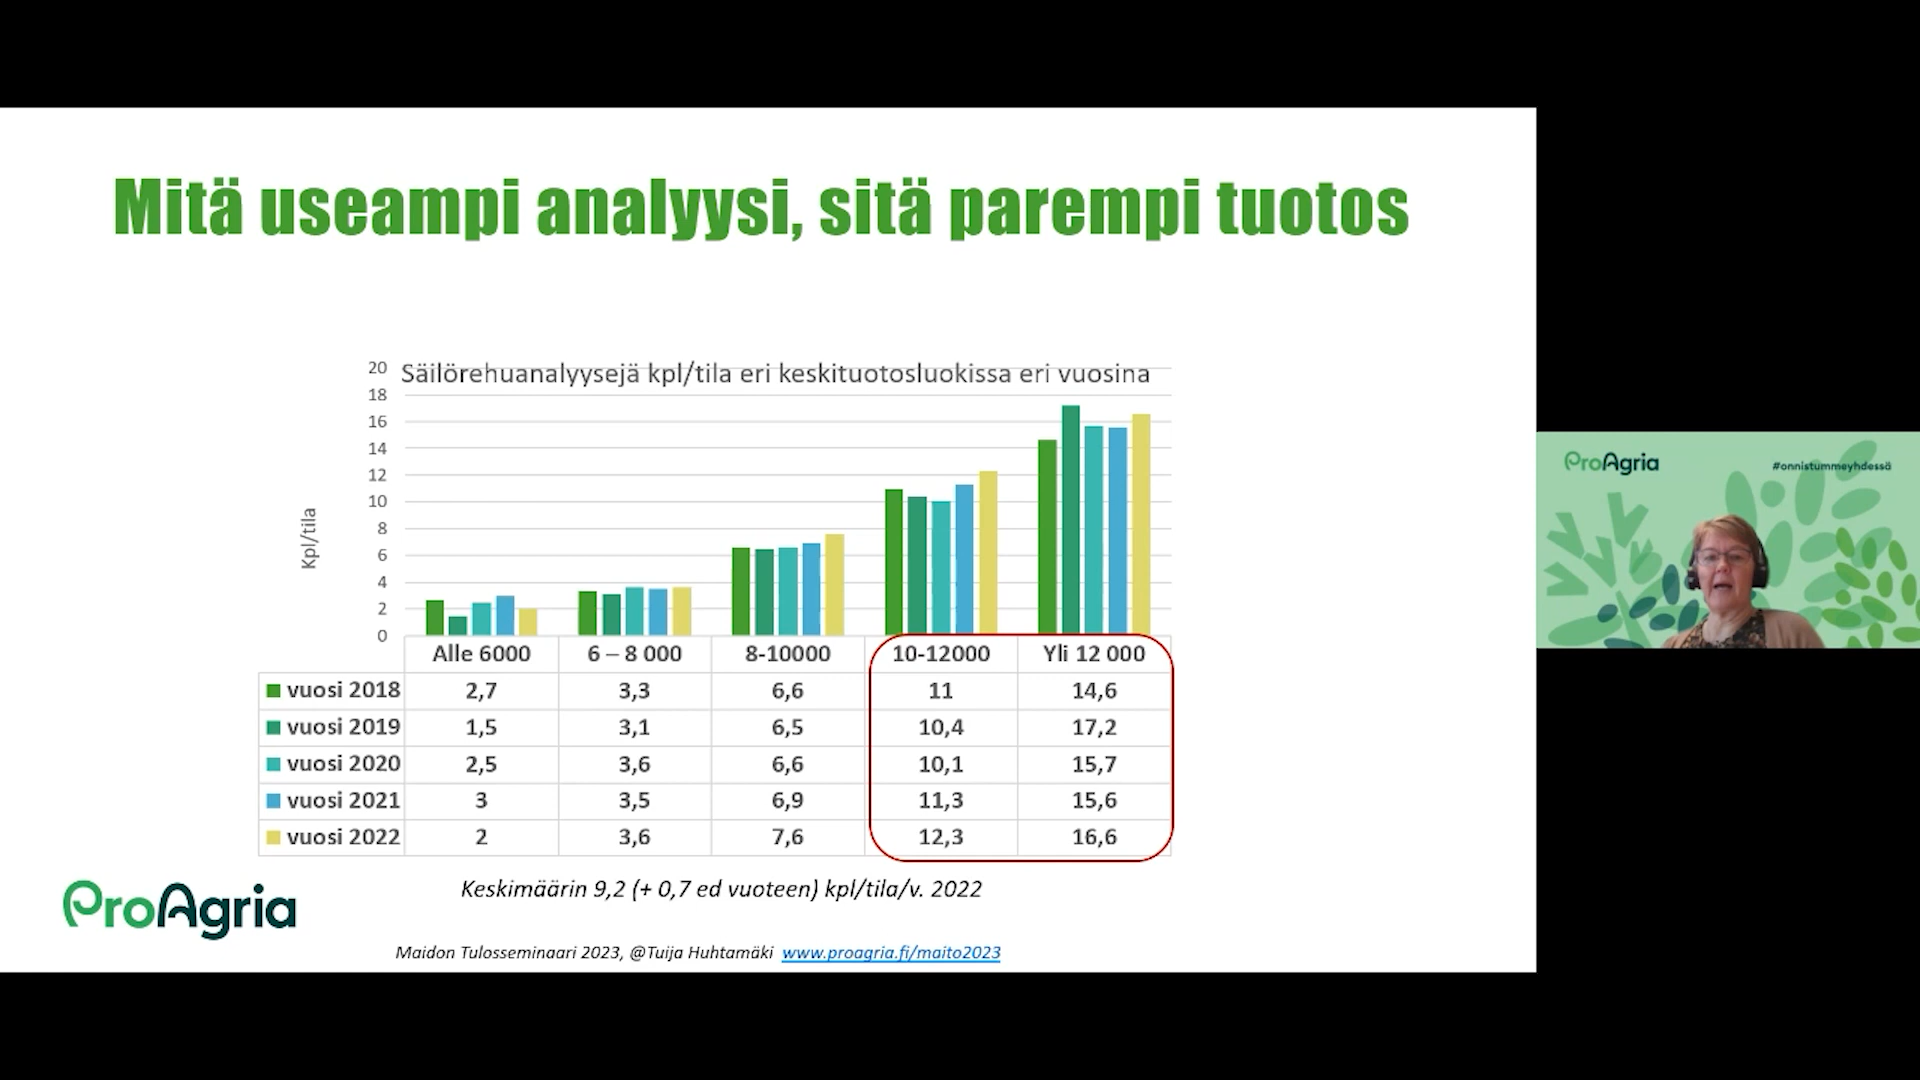 Mitä useampi analyysi, sitä parempi tuotos
Säilörehuanalyysejä kpl/tila eri keskituotosluokissa eri vuosina
Kpl/tila
20
18
16
14
12
10
8
6
4
2
0
Alle 6000 6 – 8 000 8-10000 10-12000 Yli 12 000
vuosi 2018 2,7 3,3 6,6 11 14,6
vuosi 2019 1,5 3,1 6,5 10,4 17,2
vuosi 2020 2,5 3,6 6,6 10,1 15,7
vuosi 2021 3 3,5 6,9 11,3 15,6
vuosi 2022 2 3,6 7,6 12,3 16,6
Keskimäärin 9,2 (+ 0,7 ed vuoteen) kpl/tila/v. 2022
ProAgria
Maidon Tulosseminaari 2023, @Tuija Huhtamäki www.proagria.fi/maito2023
ProAgria
#onnistummeyhdessä